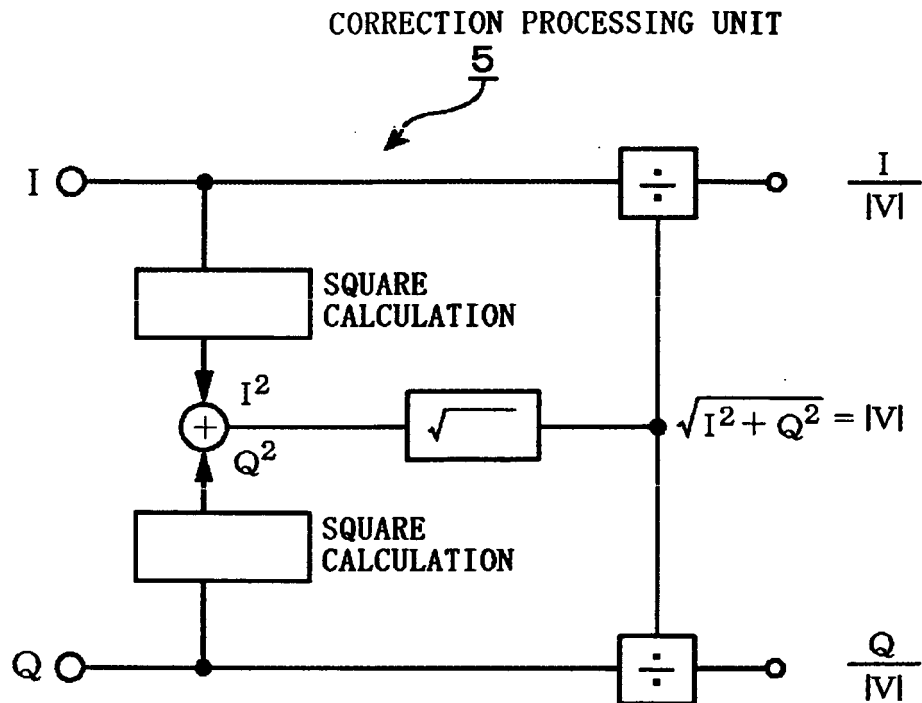 CORRECTION PROCESSING UNIT
5
I
÷
I
|V|
SQUARE
CALCULATION
I²
+
√
√I² + Q² = |V|
Q²
SQUARE
CALCULATION
Q
÷
Q
|V|